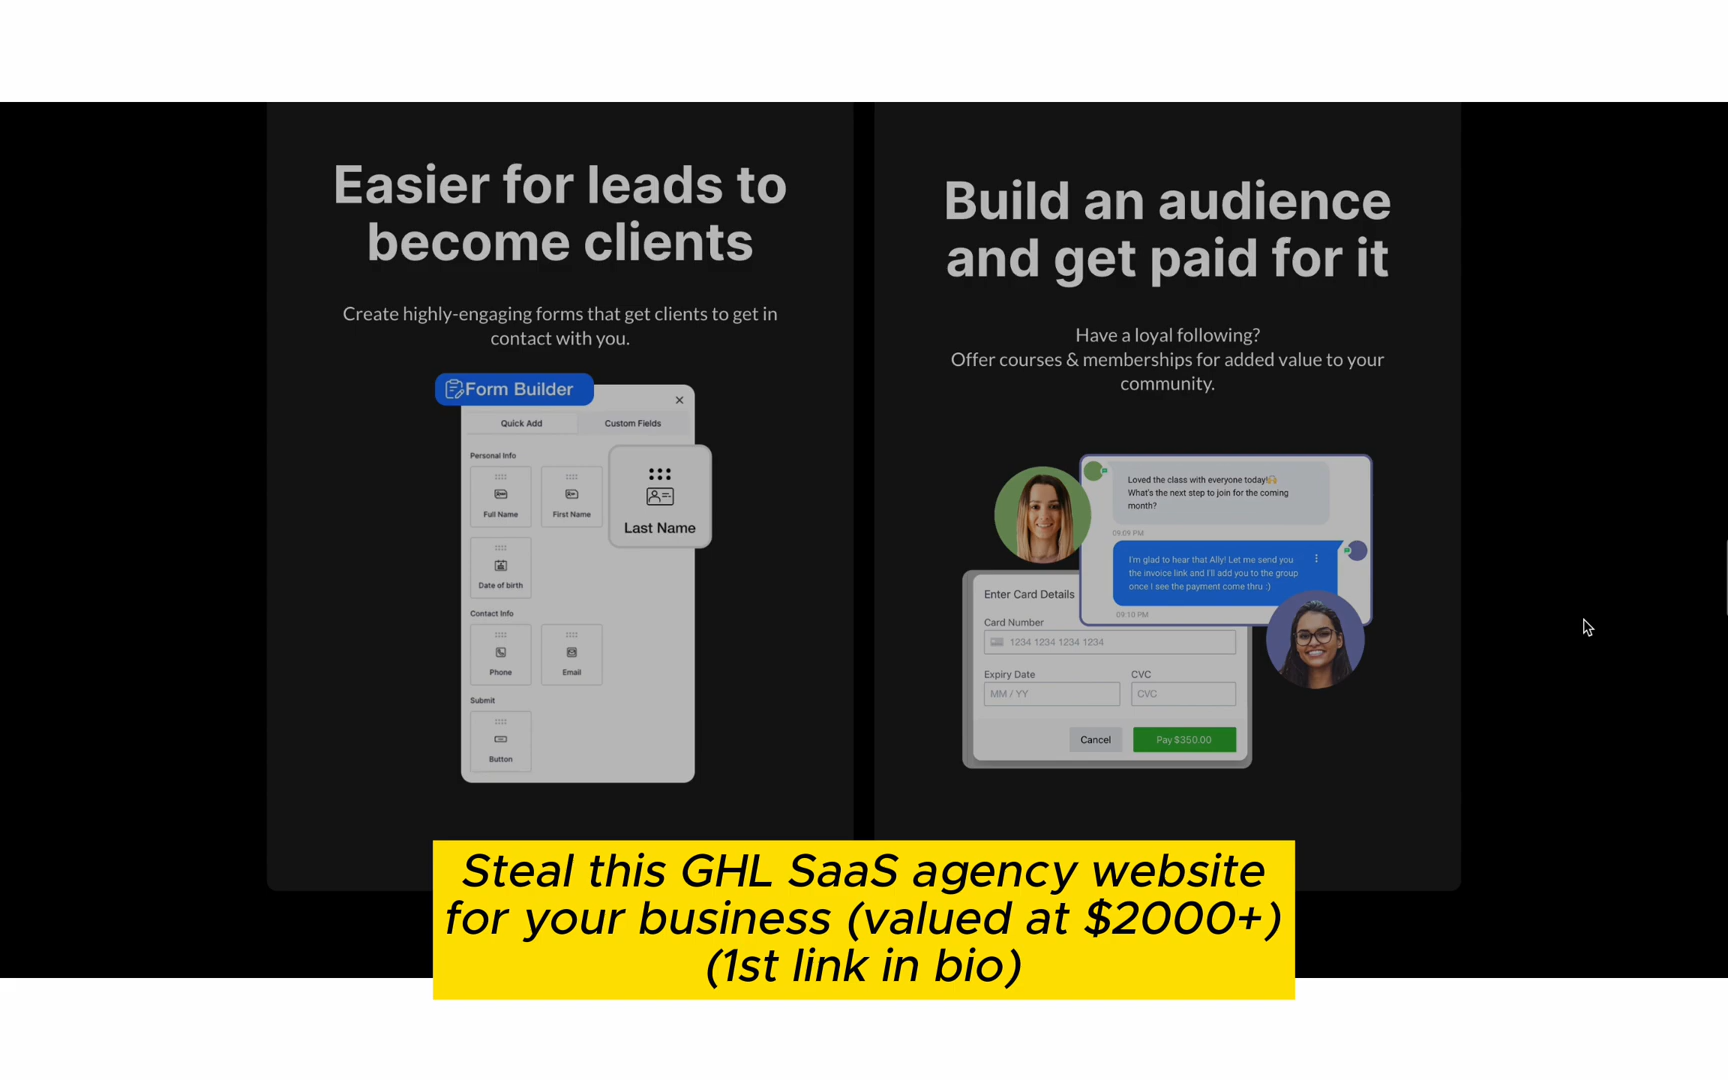 Easier for leads to
become clients
Create highly-engaging forms that get clients to get in
contact with you.
Form Builder
Quick Add
Custom Fields
Personal Info
Full Name
First Name
Last Name
Date of birth
Contact Info
Phone
Email
Submit
Button
Build an audience
and get paid for it
Have a loyal following?
Offer courses & memberships for added value to your
community.
Loved the class with everyone today!🙌
What's the next step to join for the coming
month?
09:09 PM
I'm glad to hear that Ally! Let me send you
the invoice link and I'll add you to the group
once I see the payment come thru :)
09:10 PM
Enter Card Details
Card Number
1234 1234 1234 1234
Expiry Date
CVC
MM / YY
CVC
Cancel
Pay $350.00
Steal this GHL SaaS agency website
for your business (valued at $2000+)
(1st link in bio)